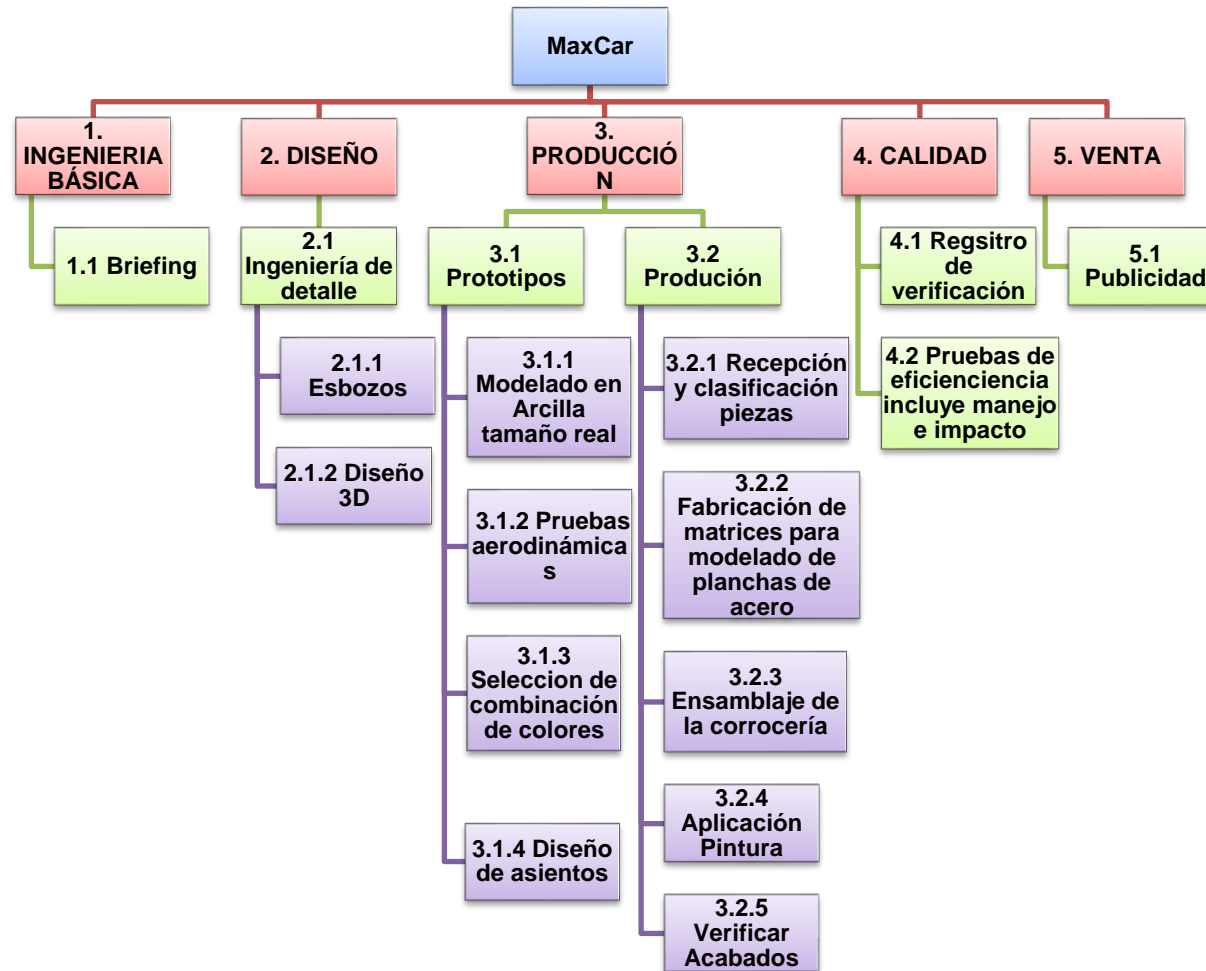 MaxCar
1.
INGENIERIA
BÁSICA
2. DISEÑO
3.
PRODUCCIÓ
N
4. CALIDAD
5. VENTA
1.1 Briefing
2.1
Ingeniería de
detalle
3.1
Prototipos
3.2
Produción
4.1 Regsitro
de
verificación
5.1
Publicidad
2.1.1
Esbozos
3.1.1
Modelado en
Arcilla
tamaño real
3.2.1 Recepción
y clasificación
piezas
4.2 Pruebas de
eficienciencia
incluye manejo
e impacto
2.1.2 Diseño
3D
3.1.2 Pruebas
aerodinámica
s
3.2.2
Fabricación de
matrices para
modelado de
planchas de
acero
3.1.3
Seleccion de
combinación
de colores
3.2.3
Ensamblaje de
la corrocería
3.1.4 Diseño
de asientos
3.2.4
Aplicación
Pintura
3.2.5
Verificar
Acabados